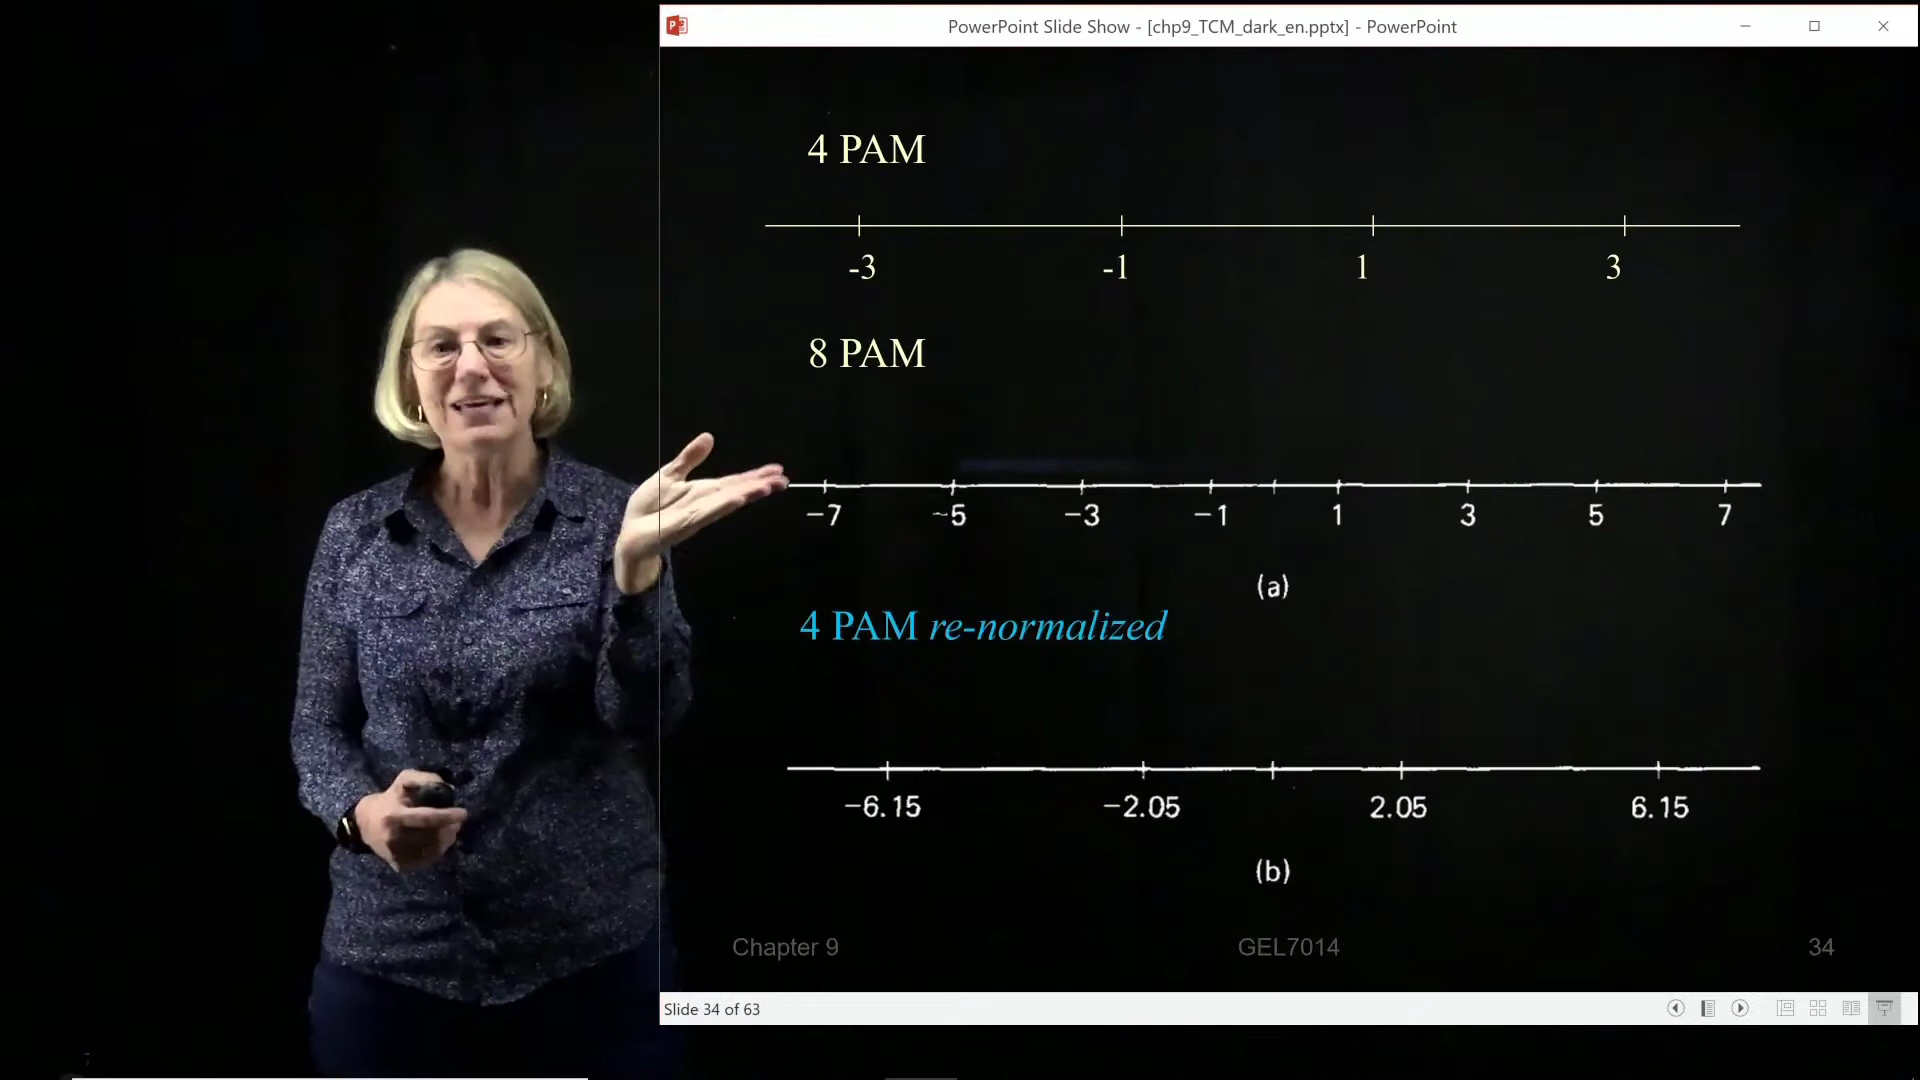 PowerPoint Slide Show - [chp9_TCM_dark_en.pptx] - PowerPoint
4 PAM
-3 -1 1 3
8 PAM
−7 −5 −3 −1 1 3 5 7
(a)
4 PAM re-normalized
−6.15 −2.05 2.05 6.15
(b)
Chapter 9 GEL7014 34
Slide 34 of 63